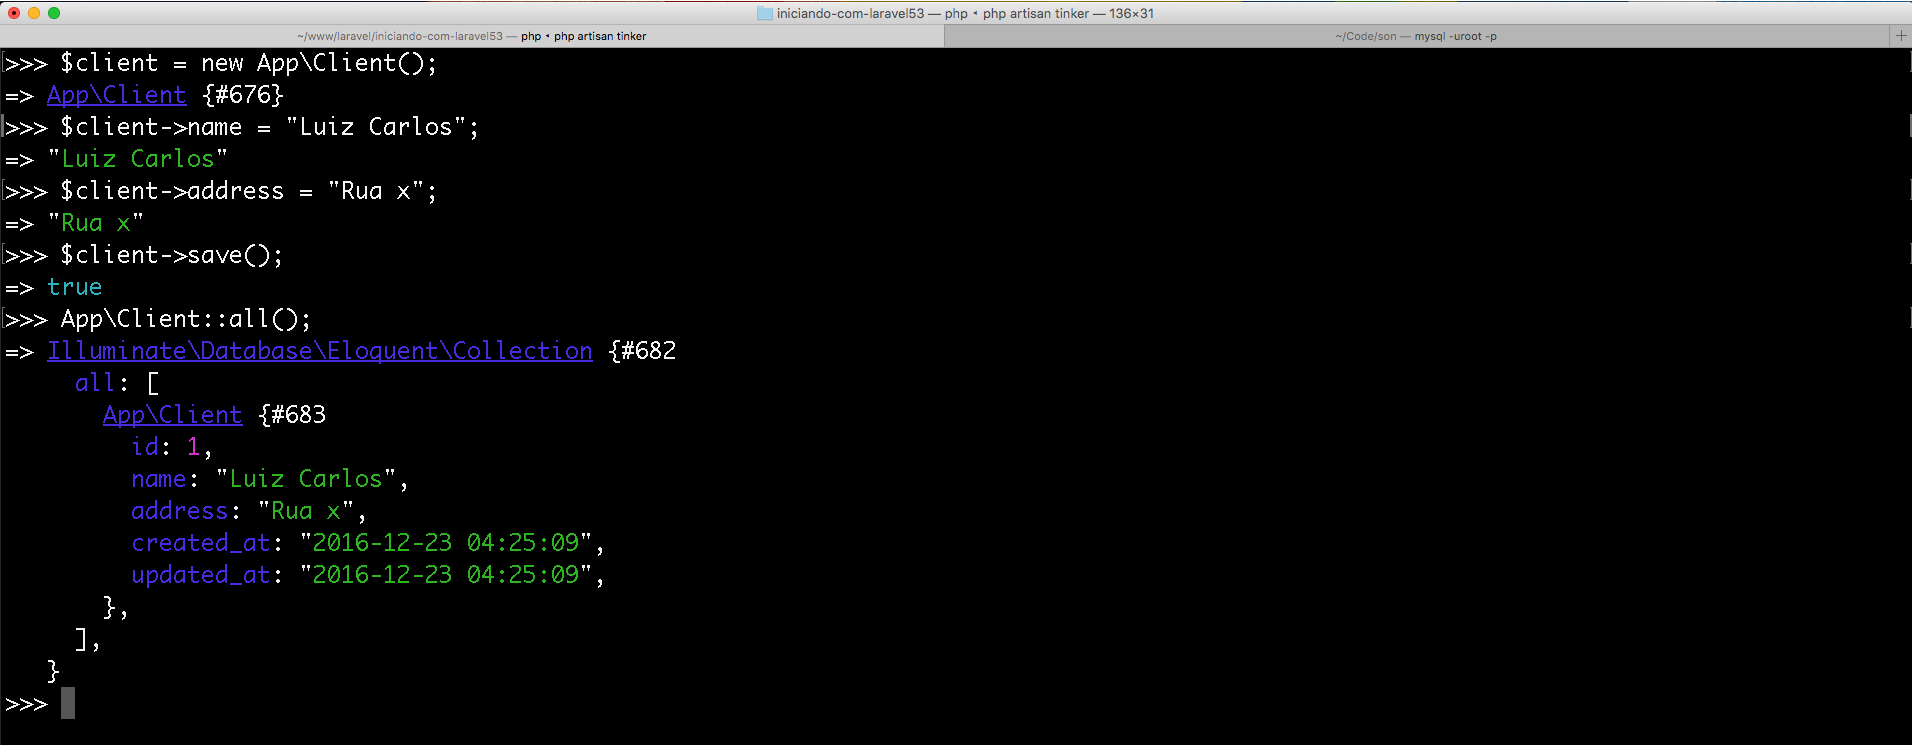 iniciando-com-laravel53 — php • php artisan tinker — 136×31
~/www/laravel/iniciando-com-laravel53 — php • php artisan tinker
~/Code/son — mysql -uroot -p
>>> $client = new App\Client();
=> App\Client {#676}
>>> $client->name = "Luiz Carlos";
=> "Luiz Carlos"
>>> $client->address = "Rua x";
=> "Rua x"
>>> $client->save();
=> true
>>> App\Client::all();
=> Illuminate\Database\Eloquent\Collection {#682
all: [
App\Client {#683
id: 1,
name: "Luiz Carlos",
address: "Rua x",
created_at: "2016-12-23 04:25:09",
updated_at: "2016-12-23 04:25:09",
},
],
}
>>>